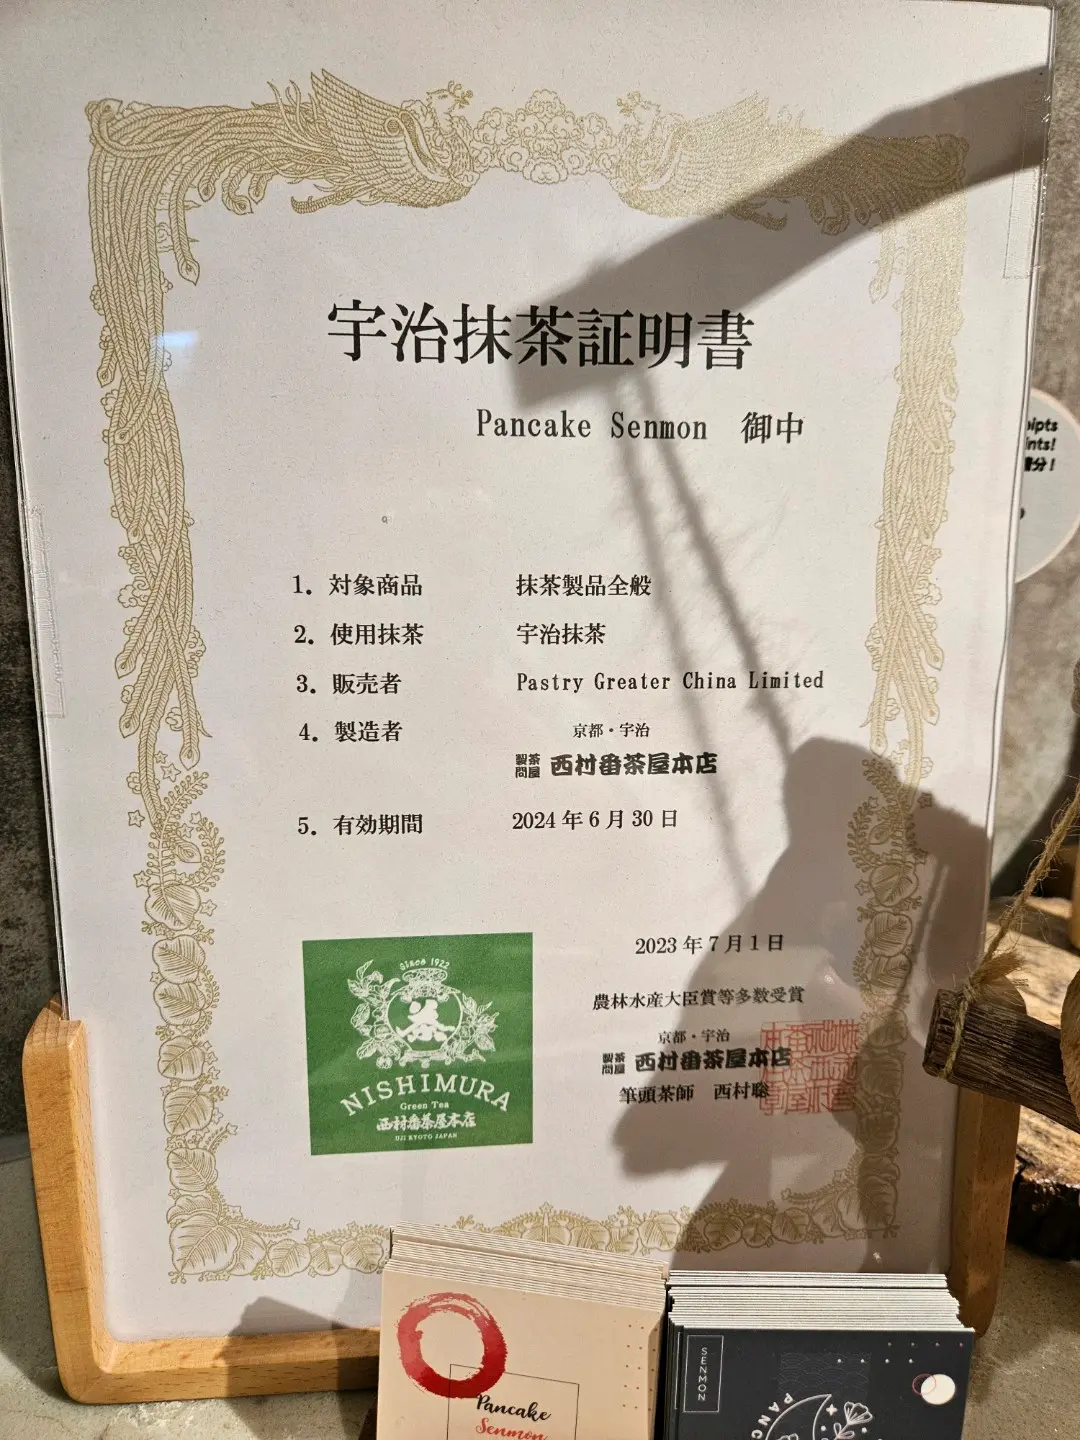 宇治抹茶証明書
Pancake Senmon 御中
1. 対象商品 抹茶製品全般
2. 使用抹茶 宇治抹茶
3. 販売者 Pastry Greater China Limited
4. 製造者 京都・宇治
製茶問屋 西村番茶屋本店
5. 有効期間 2024年6月30日
2023年7月1日
農林水産大臣賞等多数受賞
京都・宇治
製茶問屋 西村番茶屋本店
筆頭茶師 西村聡
Since 1922
茶
NISHIMURA
Green Tea
西村番茶屋本店
UJI KYOTO JAPAN
ints!
分！
Pancake
Senmon
SENMON
PANC